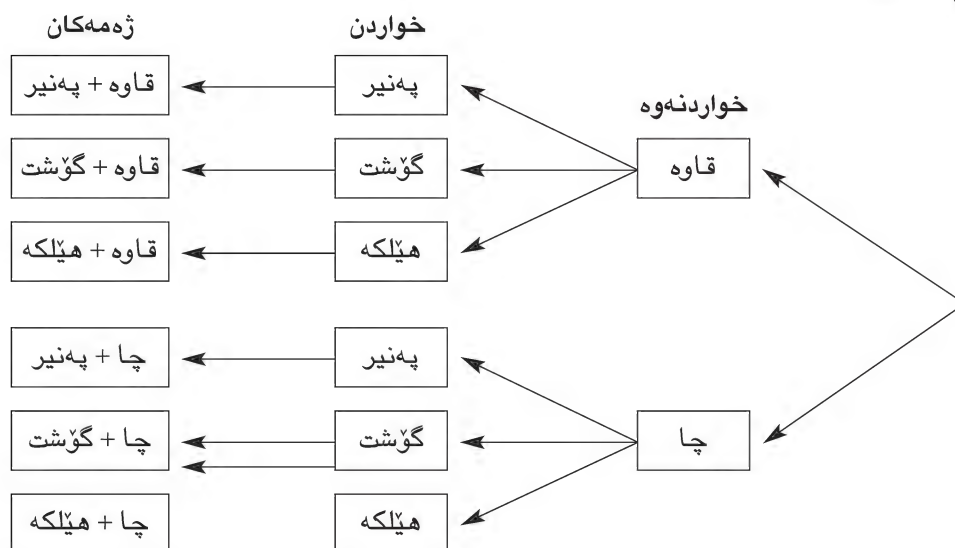 خواردنەوە
خواردن
ژەمەکان
قاوە
پەنیر
قاوە + پەنیر
گۆشت
قاوە + گۆشت
هێلکە
قاوە + هێلکە
چا
پەنیر
چا + پەنیر
گۆشت
چا + گۆشت
هێلکە
چا + هێلکە